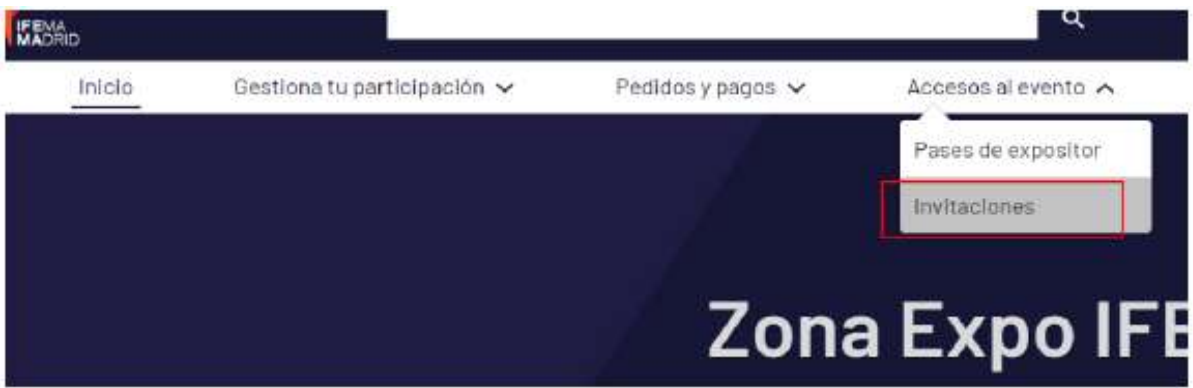 IFEMA
MADRID
Inicio
Gestiona tu participación
Pedidos y pagos
Accesos al evento
Pases de expositor
Invitaciones
Zona Expo IFE